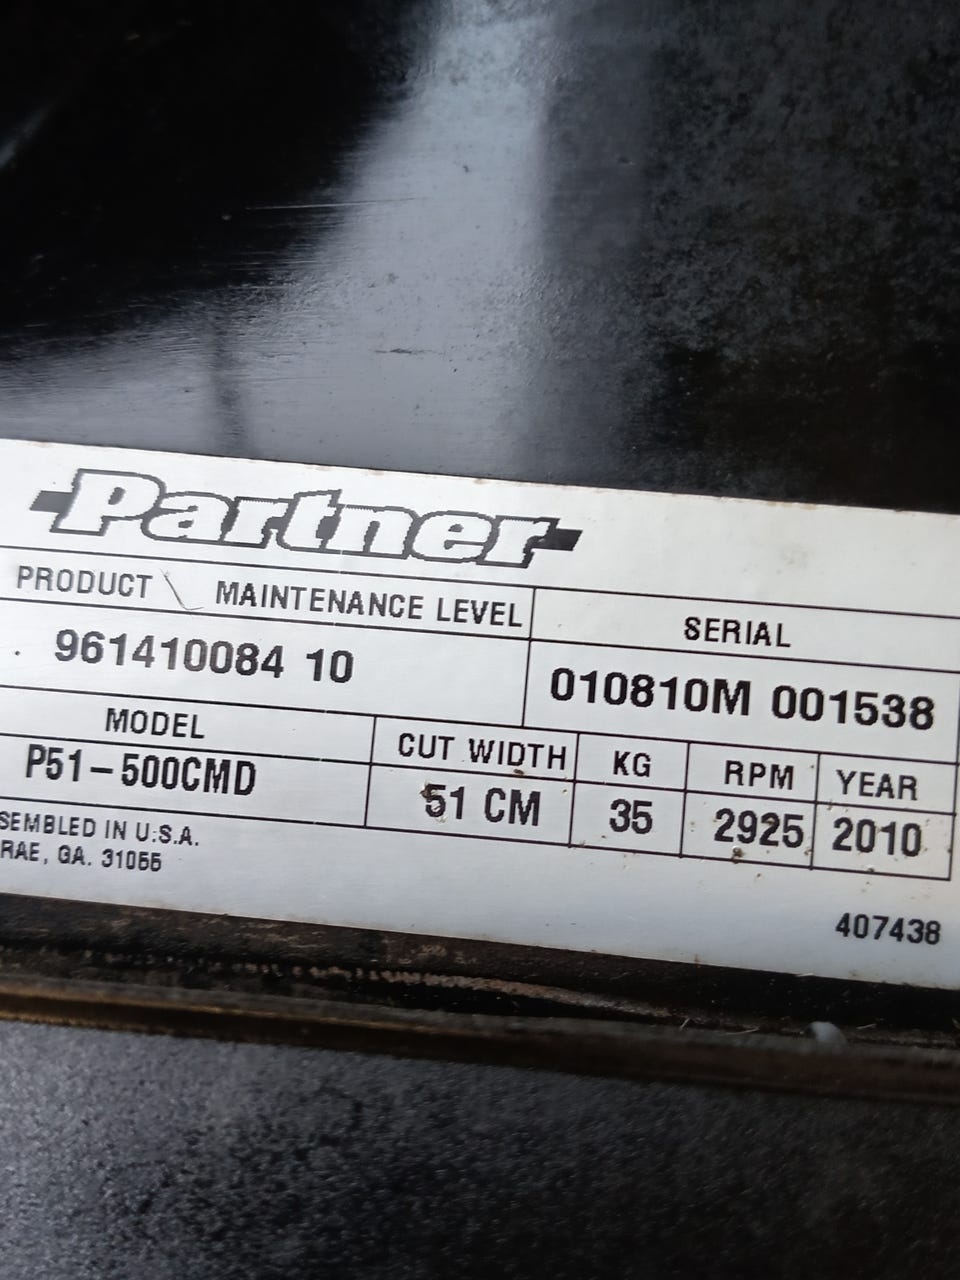 Partner
PRODUCT \ MAINTENANCE LEVEL
SERIAL
961410084 10
010810M 001538
MODEL
CUT WIDTH
KG
RPM
YEAR
P51-500CMD
51 CM
35
2925
2010
SEMBLED IN U.S.A.
RAE, GA. 31055
407438